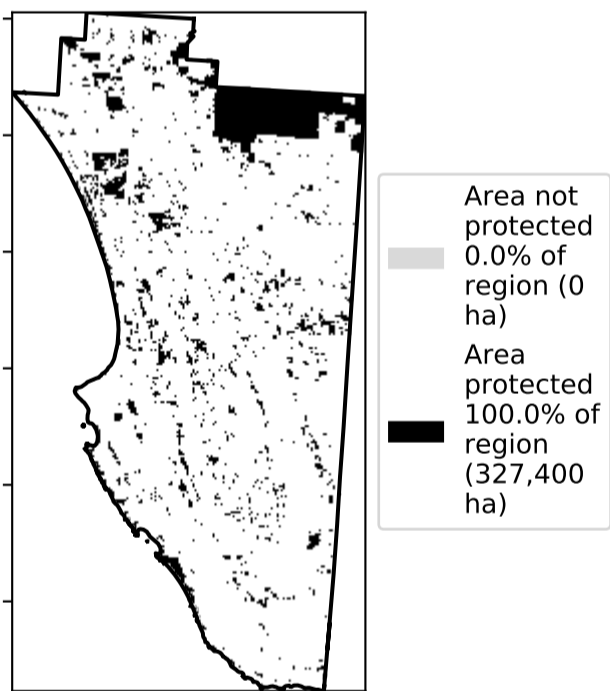 Area not
protected
0.0% of
region (0
ha)
Area
protected
100.0% of
region
(327,400
ha)